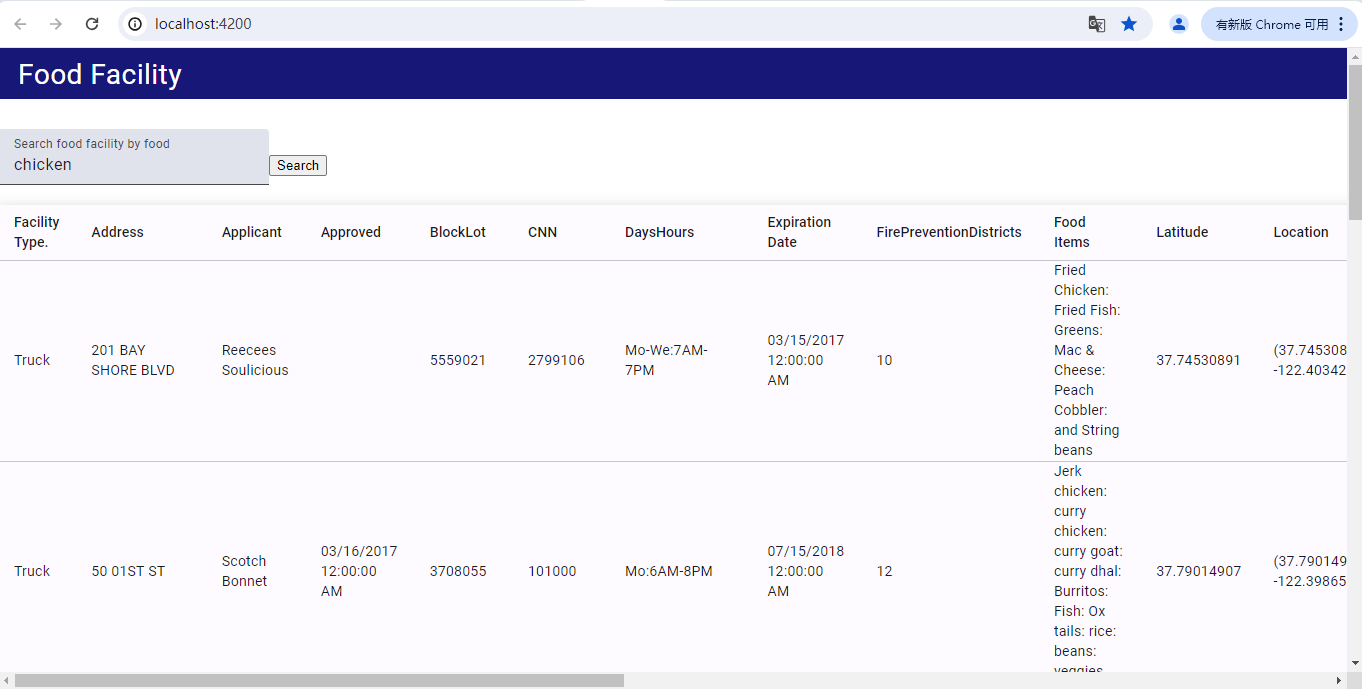 localhost:4200
有新版 Chrome 可用
Food Facility
Search food facility by food
chicken
Search
Facility Type.
Address
Applicant
Approved
BlockLot
CNN
DaysHours
Expiration Date
FirePreventionDistricts
Food Items
Latitude
Location
Truck
201 BAY
SHORE BLVD
Reecees
Soulicious
5559021
2799106
Mo-We:7AM-
7PM
03/15/2017
12:00:00
AM
10
Fried
Chicken:
Fried Fish:
Greens:
Mac &
Cheese:
Peach
Cobbler:
and String
beans
37.74530891
(37.745308
-122.40342
Truck
50 01ST ST
Scotch
Bonnet
03/16/2017
12:00:00
AM
3708055
101000
Mo:6AM-8PM
07/15/2018
12:00:00
AM
12
Jerk
chicken:
curry
chicken:
curry goat:
curry dhal:
Burritos:
Fish: Ox
tails: rice:
beans:
veggies
37.79014907
(37.790149
-122.39865